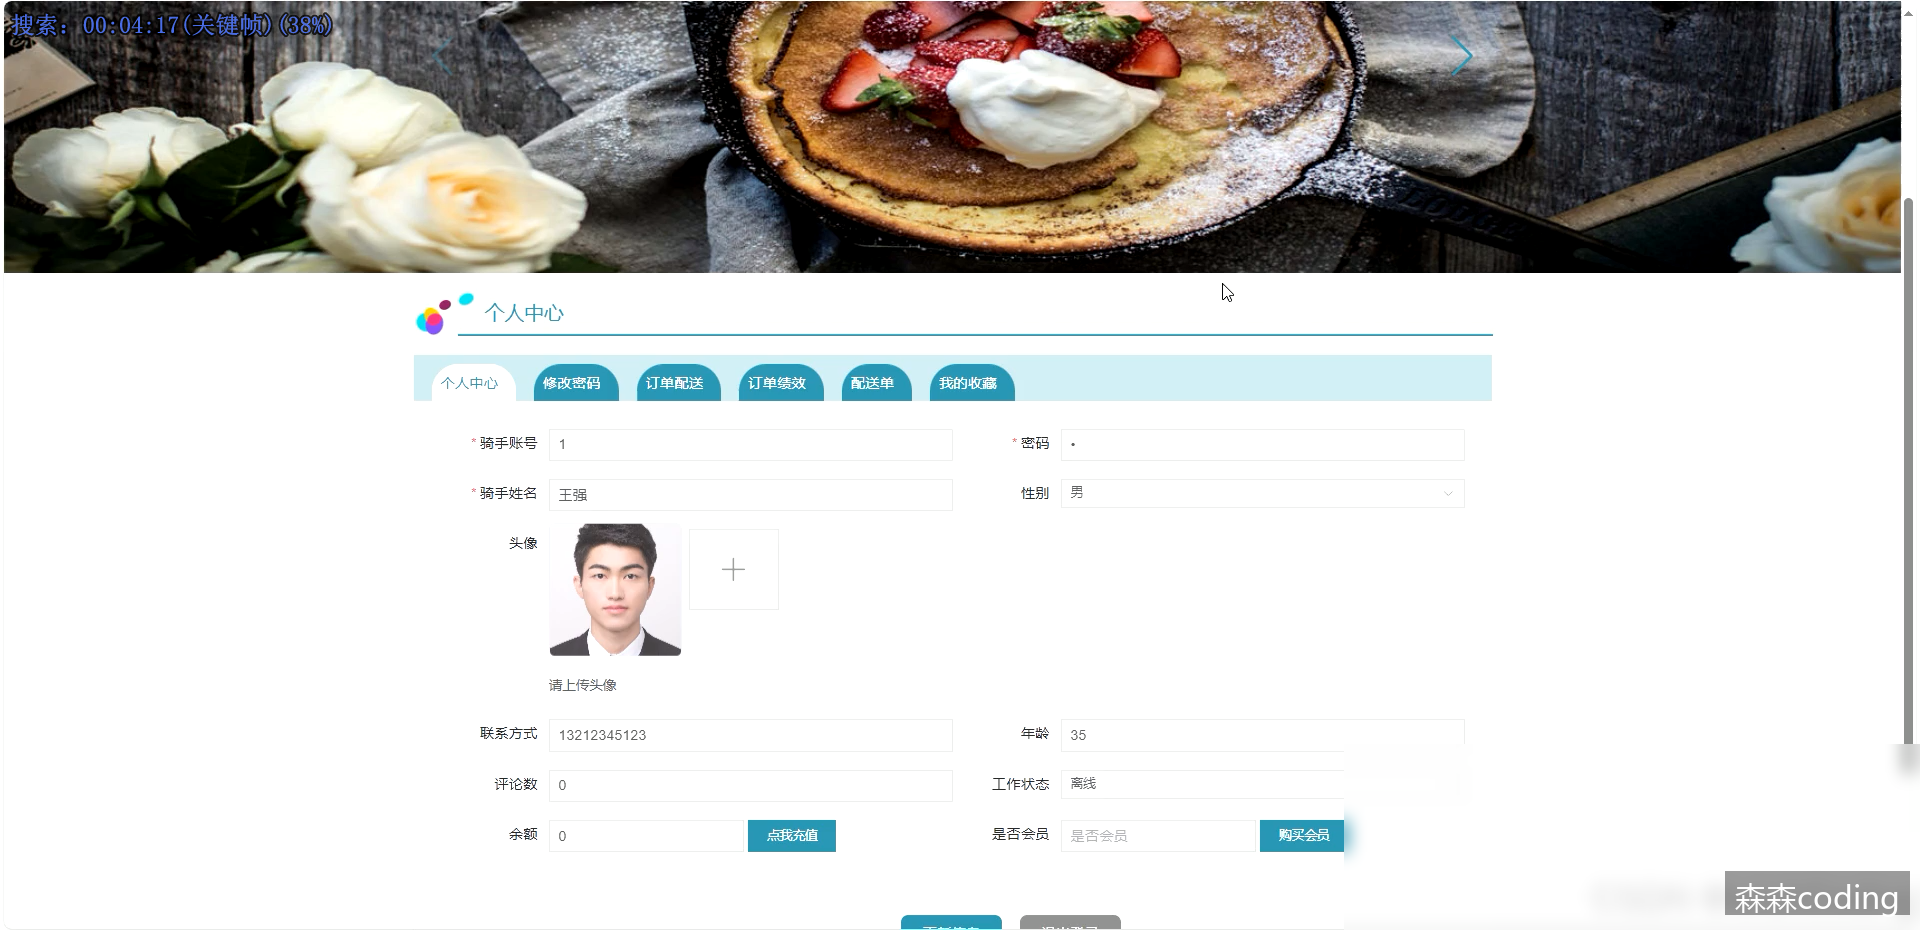 搜索: 00:04:17(关键帧)(38%)
个人中心
个人中心 修改密码 订单配送 订单绩效 配送单 我的收藏
* 骑手账号 1 * 密码 •
* 骑手姓名 王强 性别 男
头像
请上传头像
联系方式 13212345123 年龄 35
评论数 0 工作状态 离线
余额 0 点我充值 是否会员 是否会员 购买会员
森森coding